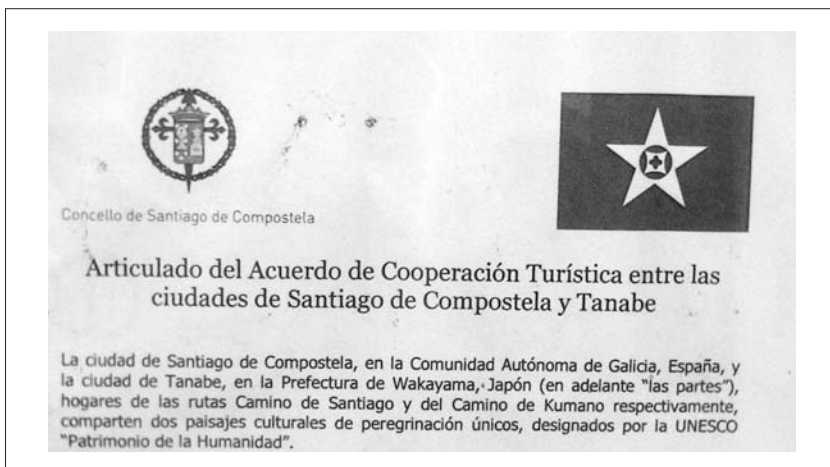 Concello de Santiago de Compostela
Articulado del Acuerdo de Cooperación Turística entre las
ciudades de Santiago de Compostela y Tanabe
La ciudad de Santiago de Compostela, en la Comunidad Autónoma de Galicia, España, y
la ciudad de Tanabe, en la Prefectura de Wakayama, Japón (en adelante "las partes"),
hogares de las rutas Camino de Santiago y del Camino de Kumano respectivamente,
comparten dos paisajes culturales de peregrinación únicos, designados por la UNESCO
"Patrimonio de la Humanidad".